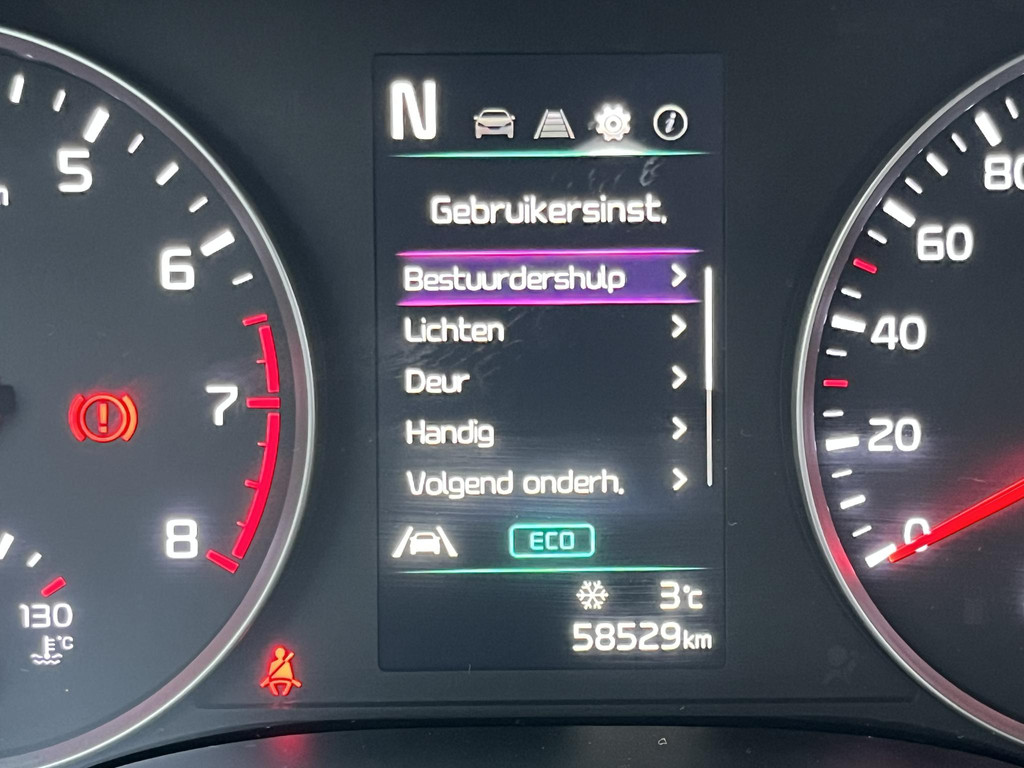 N
Gebruikersinst.
Bestuurdershulp
Lichten
Deur
Handig
Volgend onderh.
ECO
3°C
58529km
5
6
7
8
130
°C
80
60
40
20
0